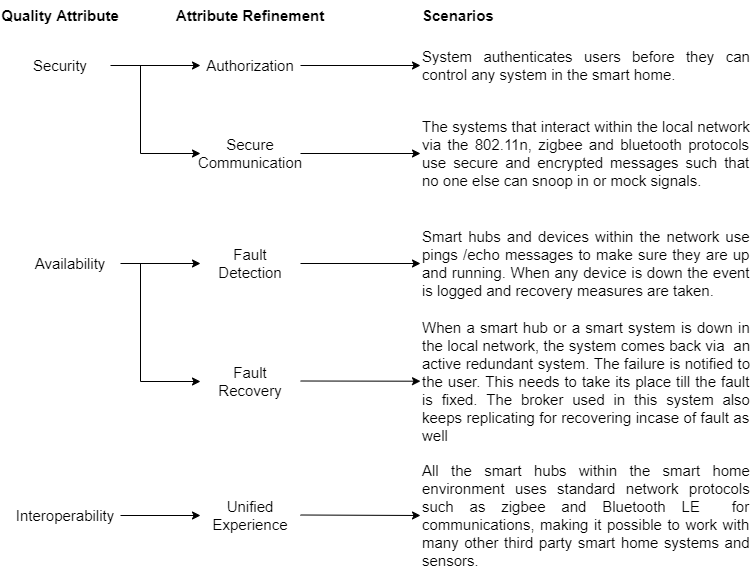 Quality Attribute
Attribute Refinement
Scenarios
Security
Authorization
System authenticates users before they can
control any system in the smart home.
Secure
Communication
The systems that interact within the local network
via the 802.11n, zigbee and bluetooth protocols
use secure and encrypted messages such that
no one else can snoop in or mock signals.
Availability
Fault
Detection
Smart hubs and devices within the network use
pings /echo messages to make sure they are up
and running. When any device is down the event
is logged and recovery measures are taken.
Fault
Recovery
When a smart hub or a smart system is down in
the local network, the system comes back via an
active redundant system. The failure is notified to
the user. This needs to take its place till the fault
is fixed. The broker used in this system also
keeps replicating for recovering incase of fault as
well
Interoperability
Unified
Experience
All the smart hubs within the smart home
environment uses standard network protocols
such as zigbee and Bluetooth LE for
communications, making it possible to work with
many other third party smart home systems and
sensors.